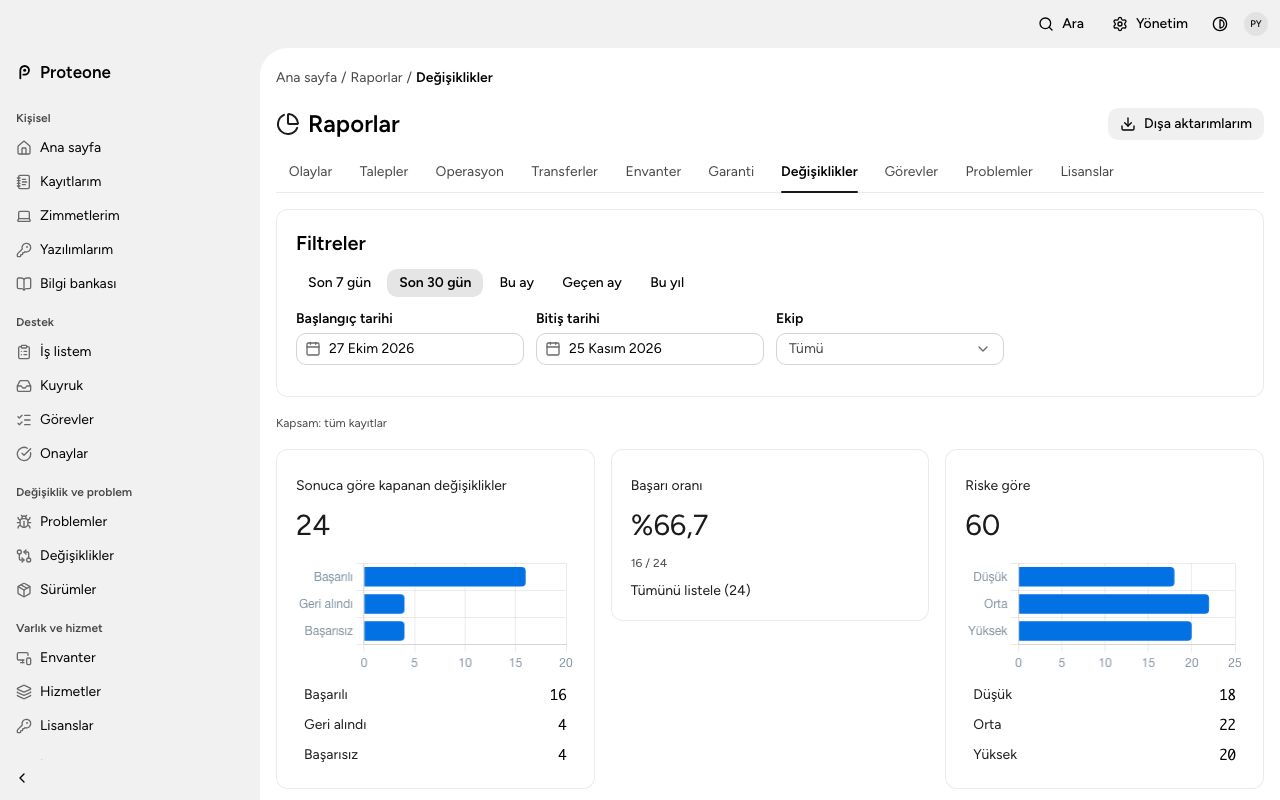 Ara
Yönetim
PY
Proteone
Kişisel
Ana sayfa
Kayıtlarım
Zimmetlerim
Yazılımlarım
Bilgi bankası
Destek
İş listem
Kuyruk
Görevler
Onaylar
Değişiklik ve problem
Problemler
Değişiklikler
Sürümler
Varlık ve hizmet
Envanter
Hizmetler
Lisanslar
Ana sayfa / Raporlar / Değişiklikler
Raporlar
Dışa aktarımlarım
Olaylar Talepler Operasyon Transferler Envanter Garanti Değişiklikler Görevler Problemler Lisanslar
Filtreler
Son 7 gün Son 30 gün Bu ay Geçen ay Bu yıl
Başlangıç tarihi Bitiş tarihi Ekip
27 Ekim 2026 25 Kasım 2026 Tümü
Kapsam: tüm kayıtlar
Sonuca göre kapanan değişiklikler
24
Başarılı
Geri alındı
Başarısız
0 5 10 15 20
Başarılı 16
Geri alındı 4
Başarısız 4
Başarı oranı
%66,7
16 / 24
Tümünü listele (24)
Riske göre
60
Düşük
Orta
Yüksek
0 5 10 15 20 25
Düşük 18
Orta 22
Yüksek 20